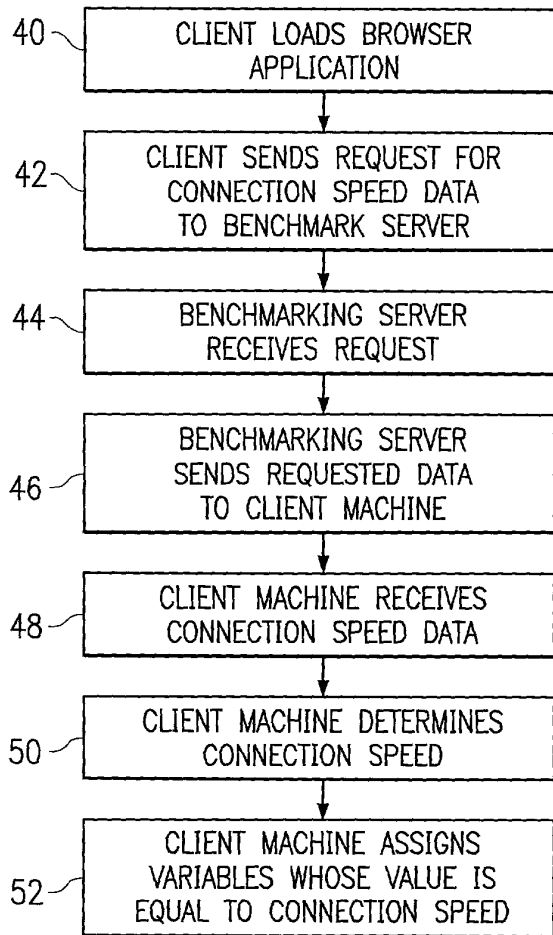 40
CLIENT LOADS BROWSER
APPLICATION
42
CLIENT SENDS REQUEST FOR
CONNECTION SPEED DATA
TO BENCHMARK SERVER
44
BENCHMARKING SERVER
RECEIVES REQUEST
46
BENCHMARKING SERVER
SENDS REQUESTED DATA
TO CLIENT MACHINE
48
CLIENT MACHINE RECEIVES
CONNECTION SPEED DATA
50
CLIENT MACHINE DETERMINES
CONNECTION SPEED
52
CLIENT MACHINE ASSIGNS
VARIABLES WHOSE VALUE IS
EQUAL TO CONNECTION SPEED